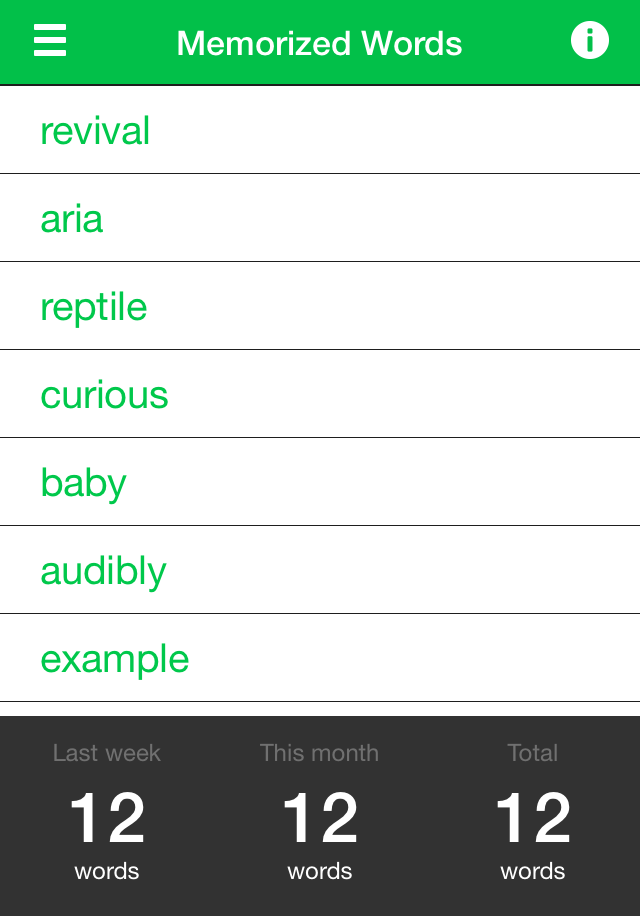 Memorized Words
revival
aria
reptile
curious
baby
audibly
example
Last week This month Total
12 12 12
words words words